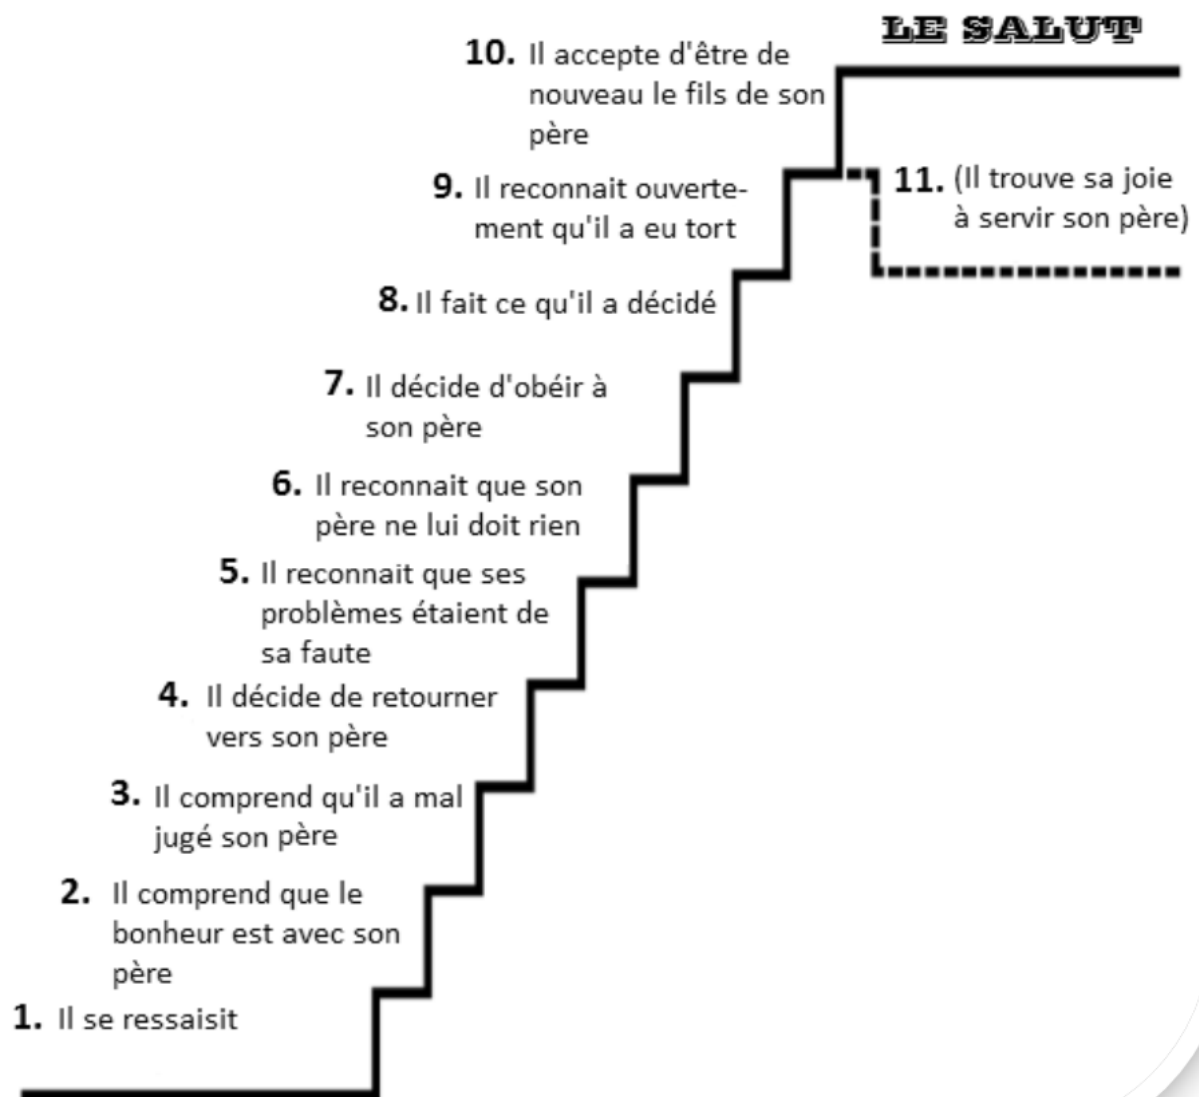 LE SALUT
10. Il accepte d'être de
nouveau le fils de son
père
9. Il reconnait ouverte-
ment qu'il a eu tort
11. (Il trouve sa joie
à servir son père)
8. Il fait ce qu'il a décidé
7. Il décide d'obéir à
son père
6. Il reconnait que son
père ne lui doit rien
5. Il reconnait que ses
problèmes étaient de
sa faute
4. Il décide de retourner
vers son père
3. Il comprend qu'il a mal
jugé son père
2. Il comprend que le
bonheur est avec son
père
1. Il se ressaisit